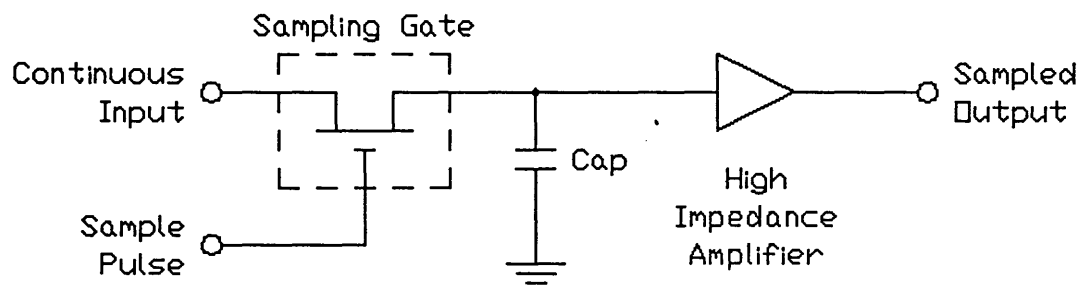 Sampling Gate
Continuous
Input
Sampled
Output
Cap
High
Impedance
Amplifier
Sample
Pulse